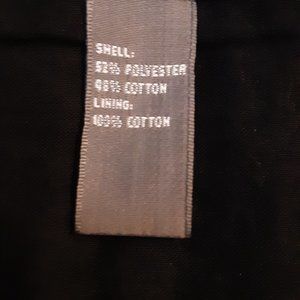 SHELL:
52% POLYESTER
48% COTTON
LINING:
100% COTTON